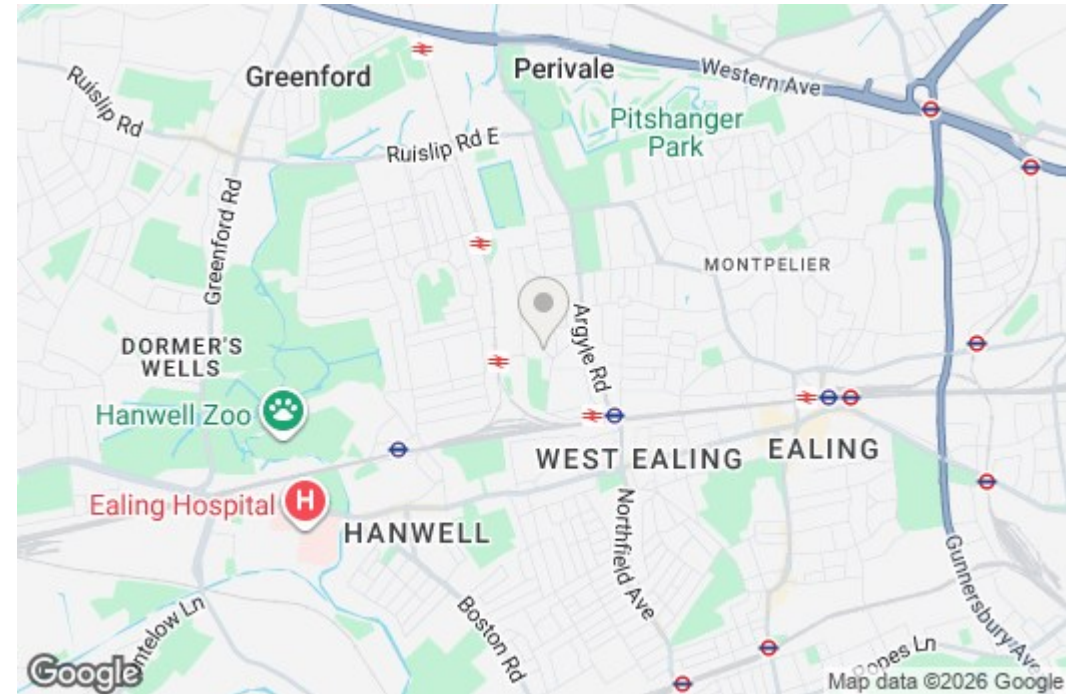 Greenford
Perivale
Western Ave
Ruislip Rd
Pitshanger
Park
Ruislip Rd E
Greenford Rd
MONTPELIER
Argyle Rd
DORMER'S
WELLS
Hanwell Zoo
WEST EALING
EALING
Ealing Hospital
H
HANWELL
Northfield Ave
Gunnersbury Ave
Boston Rd
ntelow Ln
Popes Ln
Google
Map data ©2026 Google